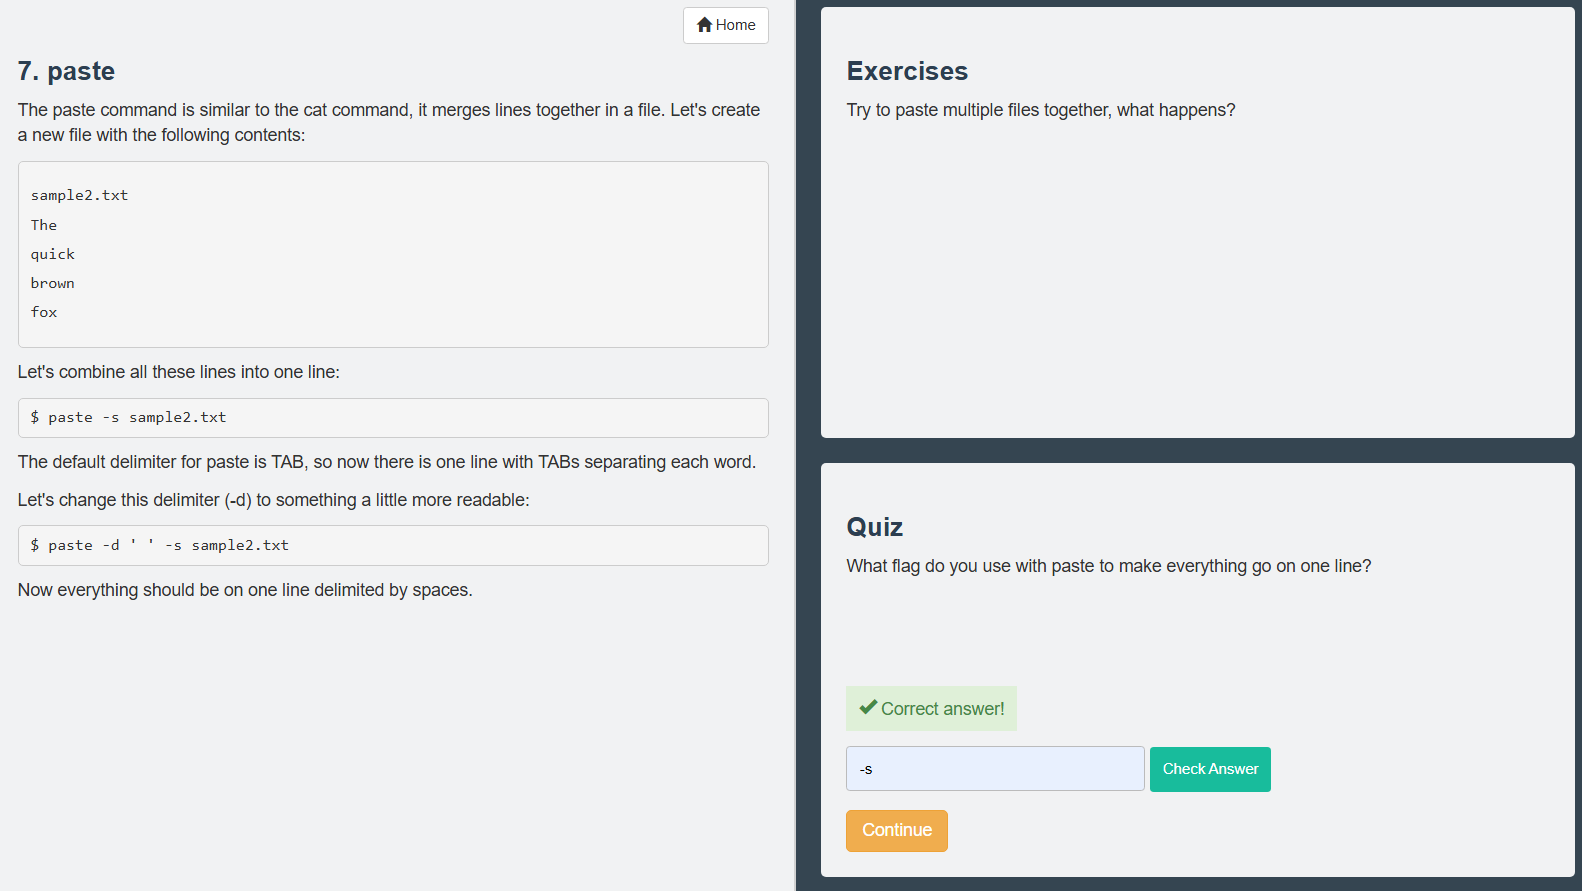 Home
7. paste
The paste command is similar to the cat command, it merges lines together in a file. Let's create
a new file with the following contents:
sample2.txt
The
quick
brown
fox
Let's combine all these lines into one line:
$ paste -s sample2.txt
The default delimiter for paste is TAB, so now there is one line with TABs separating each word.
Let's change this delimiter (-d) to something a little more readable:
$ paste -d ' ' -s sample2.txt
Now everything should be on one line delimited by spaces.
Exercises
Try to paste multiple files together, what happens?
Quiz
What flag do you use with paste to make everything go on one line?
Correct answer!
-s
Check Answer
Continue